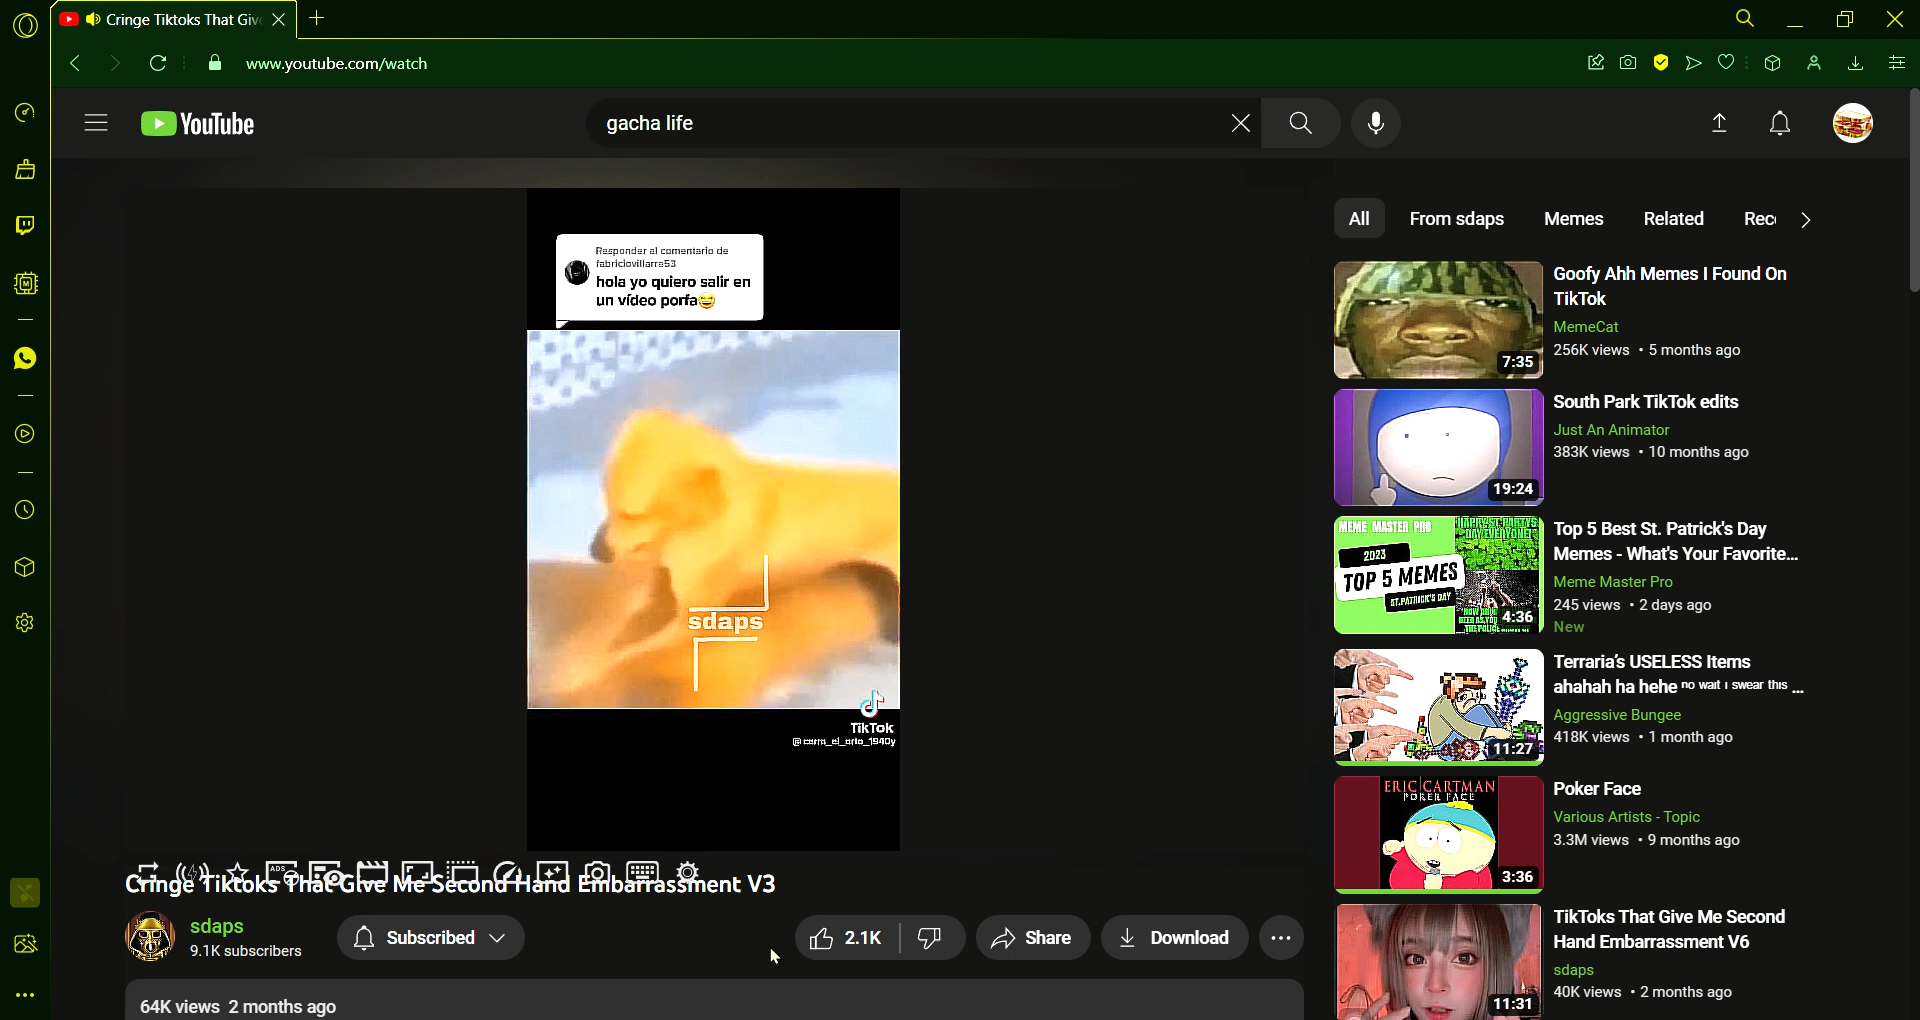 Cringe Tiktoks That Giv
www.youtube.com/watch
YouTube
gacha life
Responder al comentario de
fabriciovillarre53
hola yo quiero salir en
un vídeo porfa😅
sdaps
TikTok
Cringe Tiktoks That Give Me Second Hand Embarrassment V3
sdaps
9.1K subscribers
Subscribed
2.1K
Share
Download
64K views 2 months ago
All
From sdaps
Memes
Related
Rec
Goofy Ahh Memes I Found On
TikTok
MemeCat
256K views • 5 months ago
7:35
South Park TikTok edits
Just An Animator
383K views • 10 months ago
19:24
MEME MASTER PRO
2023
TOP 5 MEMES
ST.PATRICK'S DAY
4:36
Top 5 Best St. Patrick's Day
Memes - What's Your Favorite...
Meme Master Pro
245 views • 2 days ago
New
Terraria's USELESS Items
ahahah ha hehe no wait i swear this ...
Aggressive Bungee
418K views • 1 month ago
11:27
ERIC CARTMAN
POKER FACE
3:36
Poker Face
Various Artists - Topic
3.3M views • 9 months ago
TikToks That Give Me Second
Hand Embarrassment V6
sdaps
40K views • 2 months ago
11:31